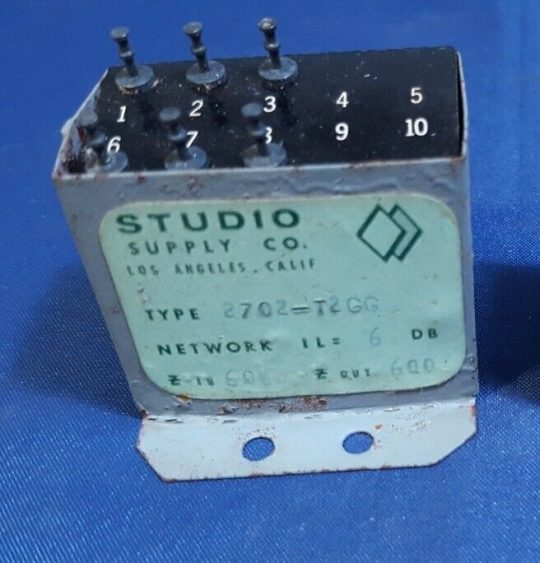 1 2 3 4 5
6 7 8 9 10
STUDIO
SUPPLY CO.
LOS ANGELES, CALIF
TYPE 2702-T2GG
NETWORK IL= 6 DB
Z-IN 600 Z OUT 600